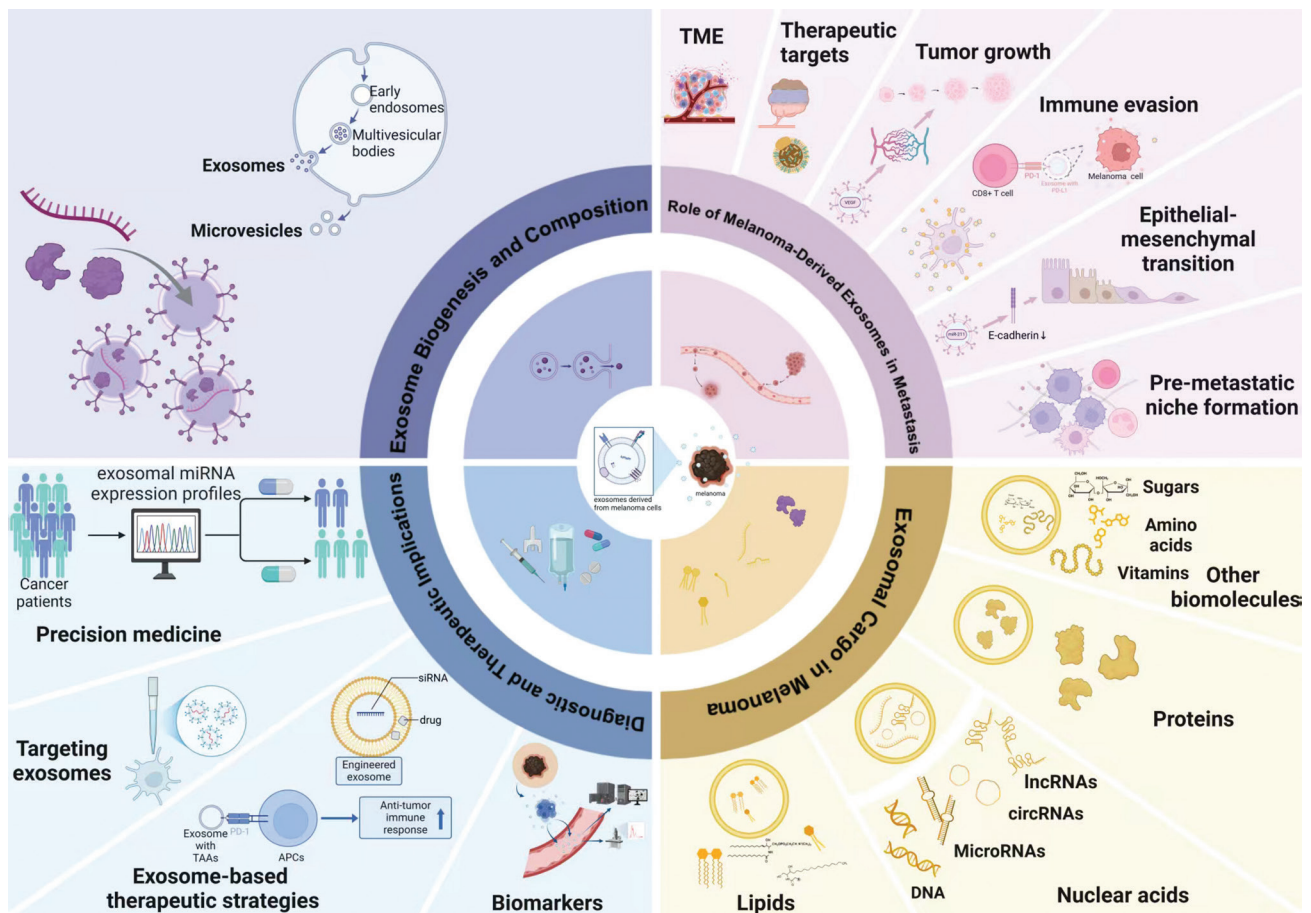 Early
endosomes
Multivesicular
bodies
Exosomes
Microvesicles
Exosome Biogenesis and Composition
TME
Therapeutic
targets
Tumor growth
VEGF
Immune evasion
PD-1
Exosome with
PD-L1
CD8+ T cell
Melanoma cell
Epithelial-
mesenchymal
transition
E-cadherin↓
Pre-metastatic
niche formation
Role of Melanoma-Derived Exosomes in Metastasis
exosomes derived
from melanoma cells
melanoma
exosomal miRNA
expression profiles
Cancer
patients
Precision medicine
Targeting
exosomes
siRNA
drug
Engineered
exosome
PD-1
Exosome
with
TAAs
APCs
Anti-tumor
immune
response
Exosome-based
therapeutic strategies
Biomarkers
Diagnostic and Therapeutic Implications
Exosomal Cargo in Melanoma
Sugars
Amino
acids
Vitamins
Other
biomolecules
Proteins
lncRNAs
circRNAs
MicroRNAs
DNA
Nuclear acids
Lipids